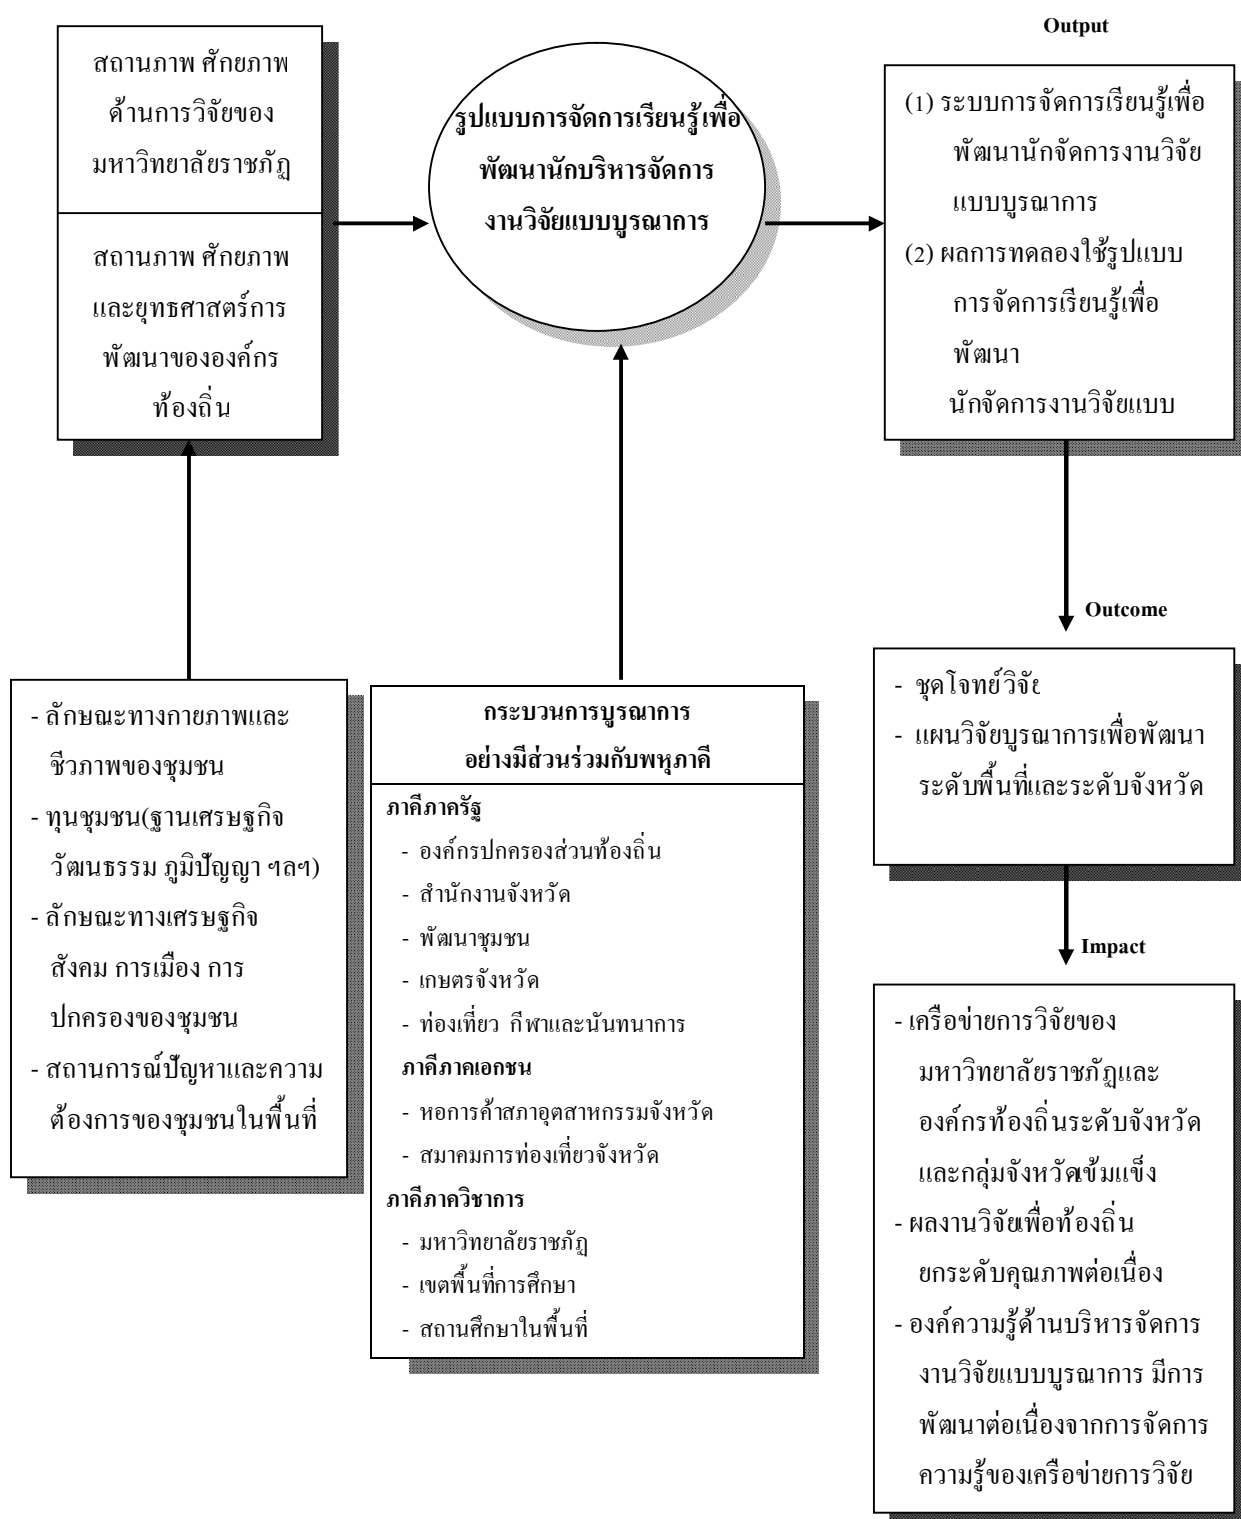 สถานภาพ ศักยภาพ
ด้านการวิจัยของ
มหาวิทยาลัยราชภัฏ
สถานภาพ ศักยภาพ
และยุทธศาสตร์การ
พัฒนาขององค์กร
ท้องถิ่น
รูปแบบการจัดการเรียนรู้เพื่อ
พัฒนานักบริหารจัดการ
งานวิจัยแบบบูรณาการ
Output
(1) ระบบการจัดการเรียนรู้เพื่อ
พัฒนานักจัดการงานวิจัย
แบบบูรณาการ
(2) ผลการทดลองใช้รูปแบบ
การจัดการเรียนรู้เพื่อ
พัฒนา
นักจัดการงานวิจัยแบบ
- ลักษณะทางกายภาพและ
ชีวภาพของชุมชน
- ทุนชุมชน(ฐานเศรษฐกิจ
วัฒนธรรม ภูมิปัญญา ฯลฯ)
- ลักษณะทางเศรษฐกิจ
สังคม การเมือง การ
ปกครองของชุมชน
- สถานการณ์ปัญหาและความ
ต้องการของชุมชนในพื้นที่
กระบวนการบูรณาการ
อย่างมีส่วนร่วมกับพหุภาคี
ภาคีภาครัฐ
- องค์กรปกครองส่วนท้องถิ่น
- สำนักงานจังหวัด
- พัฒนาชุมชน
- เกษตรจังหวัด
- ท่องเที่ยว กีฬาและนันทนาการ
ภาคีภาคเอกชน
- หอการค้าสภาอุตสาหกรรมจังหวัด
- สมาคมการท่องเที่ยวจังหวัด
ภาคีภาควิชาการ
- มหาวิทยาลัยราชภัฏ
- เขตพื้นที่การศึกษา
- สถานศึกษาในพื้นที่
Outcome
- ชุดโจทย์วิจัย
- แผนวิจัยบูรณาการเพื่อพัฒนา
ระดับพื้นที่และระดับจังหวัด
Impact
- เครือข่ายการวิจัยของ
มหาวิทยาลัยราชภัฏและ
องค์กรท้องถิ่นระดับจังหวัด
และกลุ่มจังหวัดเข้มแข็ง
- ผลงานวิจัยเพื่อท้องถิ่น
ยกระดับคุณภาพต่อเนื่อง
- องค์ความรู้ด้านบริหารจัดการ
งานวิจัยแบบบูรณาการ มีการ
พัฒนาต่อเนื่องจากการจัดการ
ความรู้ของเครือข่ายการวิจัย